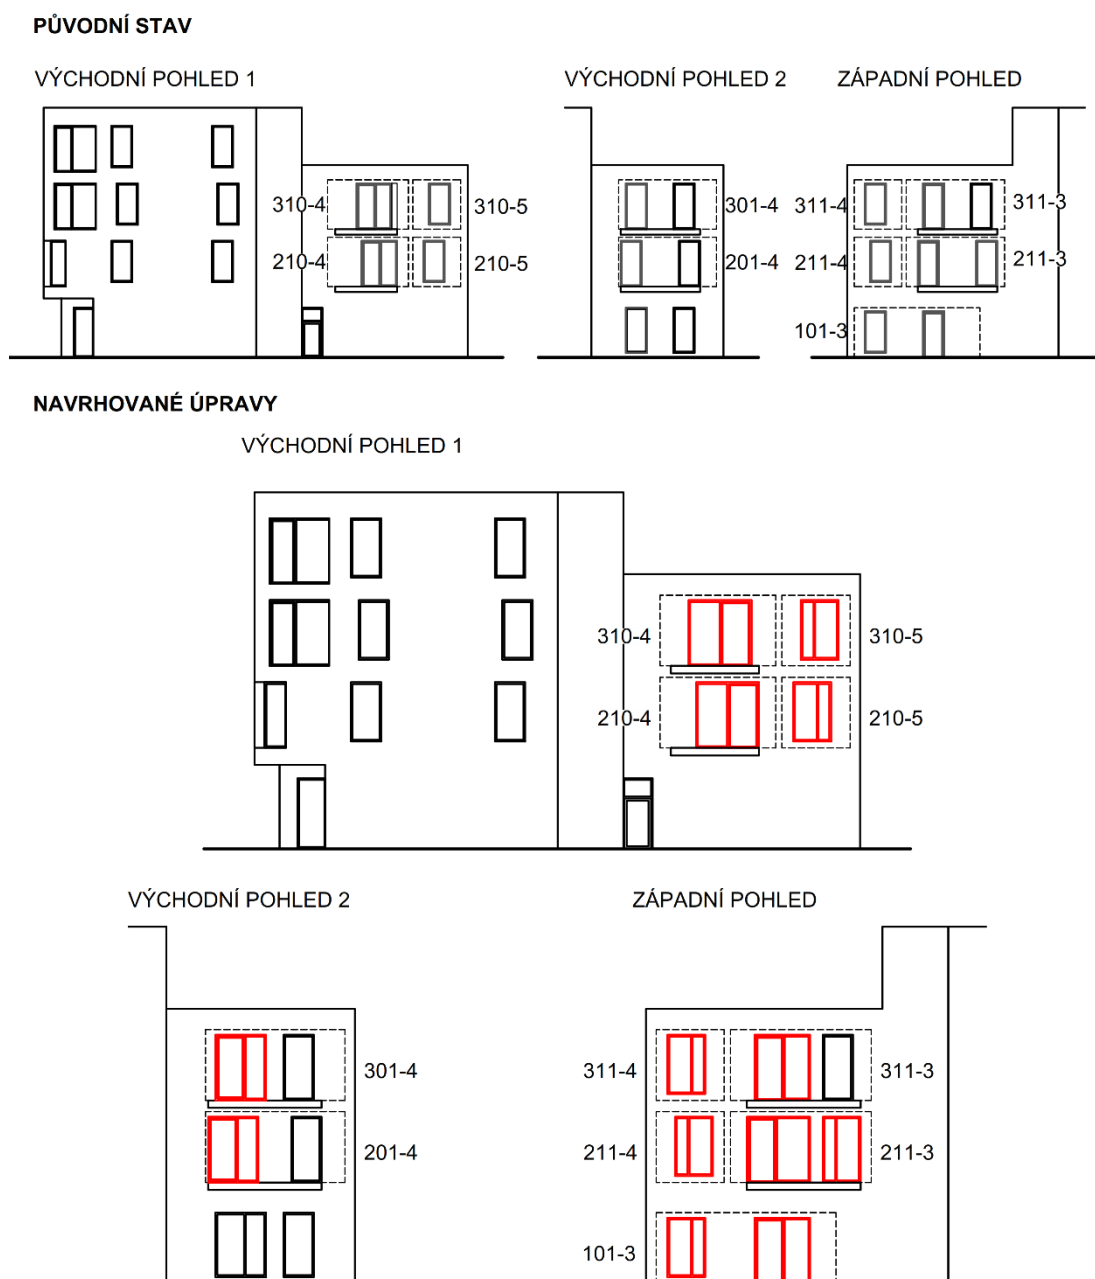 PŮVODNÍ STAV
VÝCHODNÍ POHLED 1
VÝCHODNÍ POHLED 2
ZÁPADNÍ POHLED
310-4
310-5
301-4
311-4
311-3
210-4
210-5
201-4
211-4
211-3
101-3
NAVRHOVANÉ ÚPRAVY
VÝCHODNÍ POHLED 1
310-4
310-5
210-4
210-5
VÝCHODNÍ POHLED 2
ZÁPADNÍ POHLED
301-4
311-4
311-3
201-4
211-4
211-3
101-3